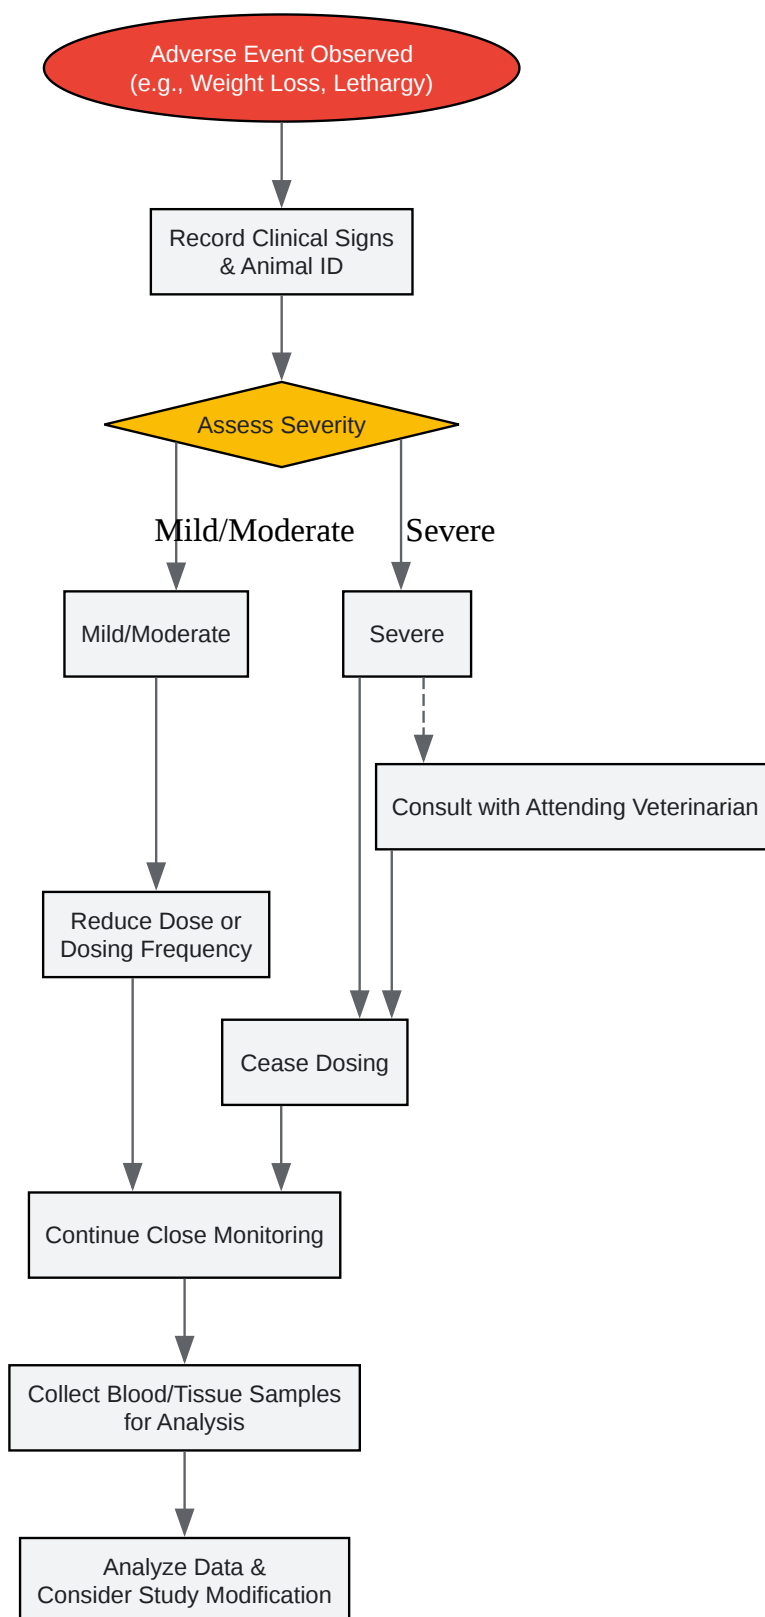 Adverse Event Observed
(e.g., Weight Loss, Lethargy)
Record Clinical Signs
& Animal ID
Assess Severity
Mild/Moderate
Severe
Mild/Moderate
Severe
Consult with Attending Veterinarian
Reduce Dose or
Dosing Frequency
Cease Dosing
Continue Close Monitoring
Collect Blood/Tissue Samples
for Analysis
Analyze Data &
Consider Study Modification